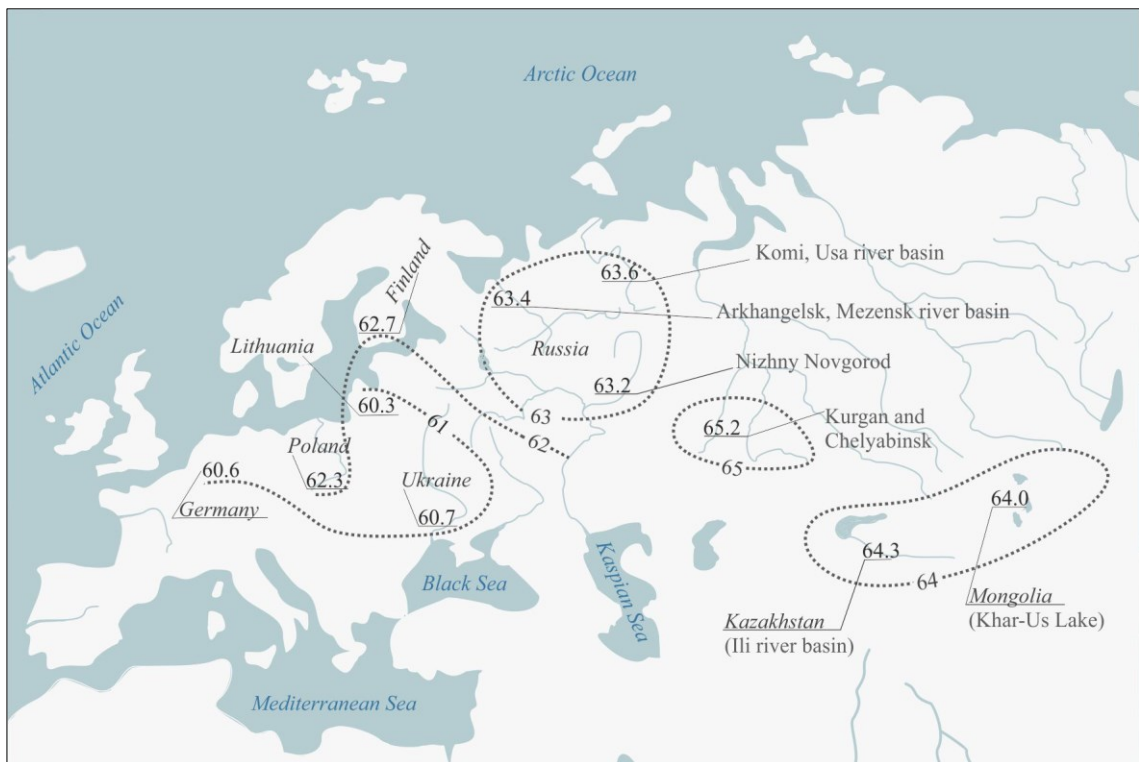 Arctic Ocean
Atlantic Ocean
Finland
62.7
Lithuania
60.3
61
62
Poland
62.3
60.6
Germany
Ukraine
60.7
63.6
Komi, Usa river basin
63.4
Arkhangelsk, Mezensk river basin
Russia
63.2
Nizhny Novgorod
63
65.2
Kurgan and
Chelyabinsk
65
64.0
64.3
64
Mongolia
(Khar-Us Lake)
Kazakhstan
(Ili river basin)
Black Sea
Kaspian Sea
Mediterranean Sea